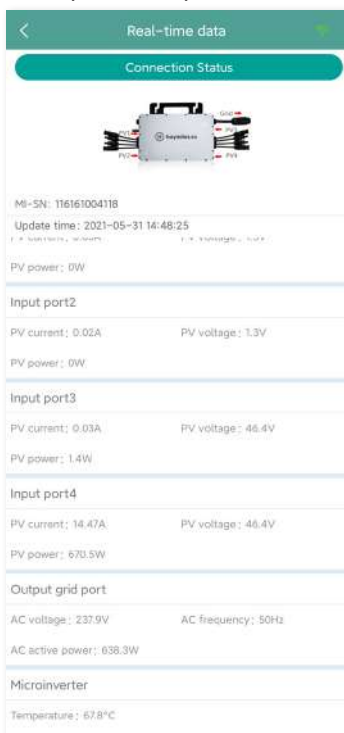 Real-time data
Connection Status
Grid
PV1 PV3
hoymiles
PV2 PV4
MI-SN: 116161004118
Update time: 2021-05-31 14:48:25
PV power: 0W
Input port2
PV current: 0.02A PV voltage: 1.3V
PV power: 0W
Input port3
PV current: 0.03A PV voltage: 46.4V
PV power: 1.4W
Input port4
PV current: 14.47A PV voltage: 46.4V
PV power: 670.5W
Output grid port
AC voltage: 237.9V AC frequency: 50Hz
AC active power: 638.3W
Microinverter
Temperature: 67.8°C